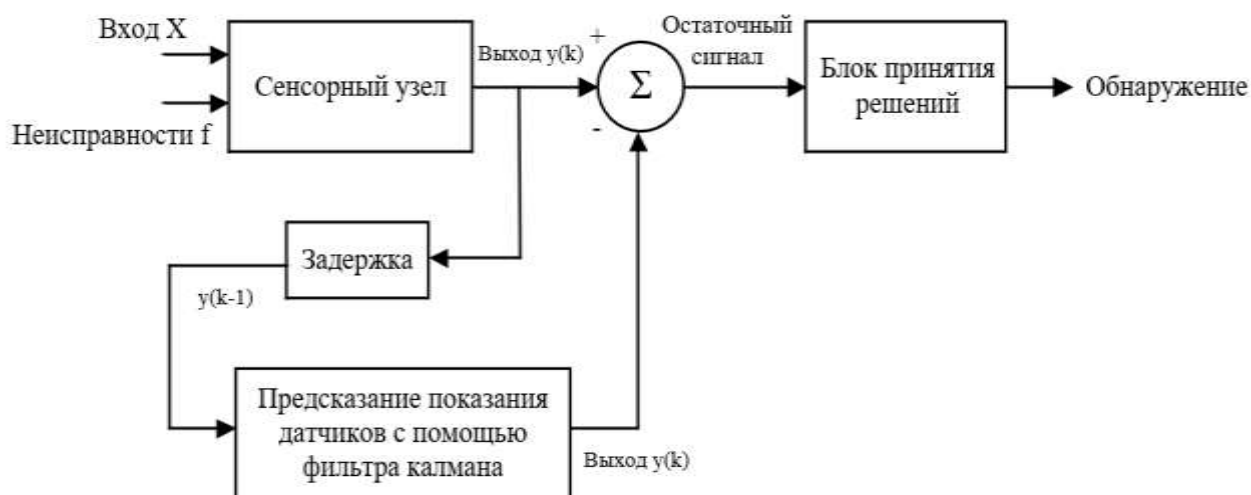 Вход X
Неисправности f
Сенсорный узел
Выход y(k)
+
-
Σ
Остаточный
сигнал
Блок принятия
решений
Обнаружение
Задержка
y(k-1)
Предсказание показания
датчиков с помощью
фильтра калмана
Выход y(k)